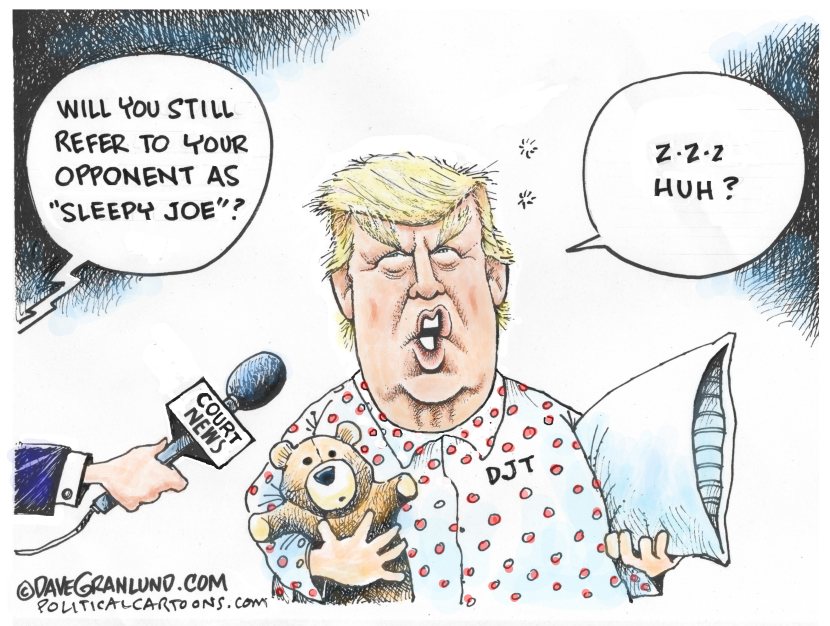 WILL YOU STILL
REFER TO YOUR
OPPONENT AS
"SLEEPY JOE"?
Z·Z·Z
HUH?
COURT
NEWS
DJT
©DAVEGRANLUND.COM
POLITICALCARTOONS.COM